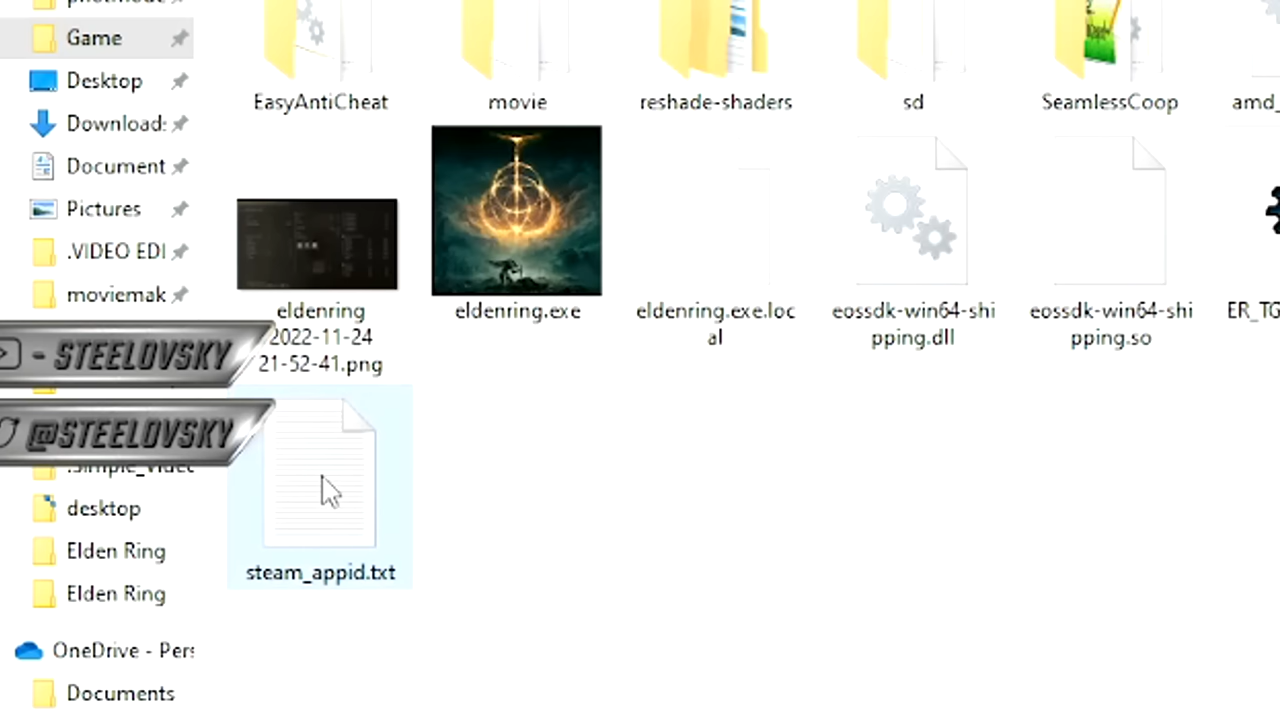 Game
Desktop
Download:
Document
Pictures
.VIDEO EDI
moviemak
- STEELOVSKY
@STEELOVSKY
desktop
Elden Ring
Elden Ring
OneDrive - Pers
Documents
EasyAntiCheat
movie
reshade-shaders
sd
SeamlessCoop
amd_
eldenring
2022-11-24
21-52-41.png
eldenring.exe
eldenring.exe.loc
al
eossdk-win64-shi
pping.dll
eossdk-win64-shi
pping.so
ER_TG
steam_appid.txt